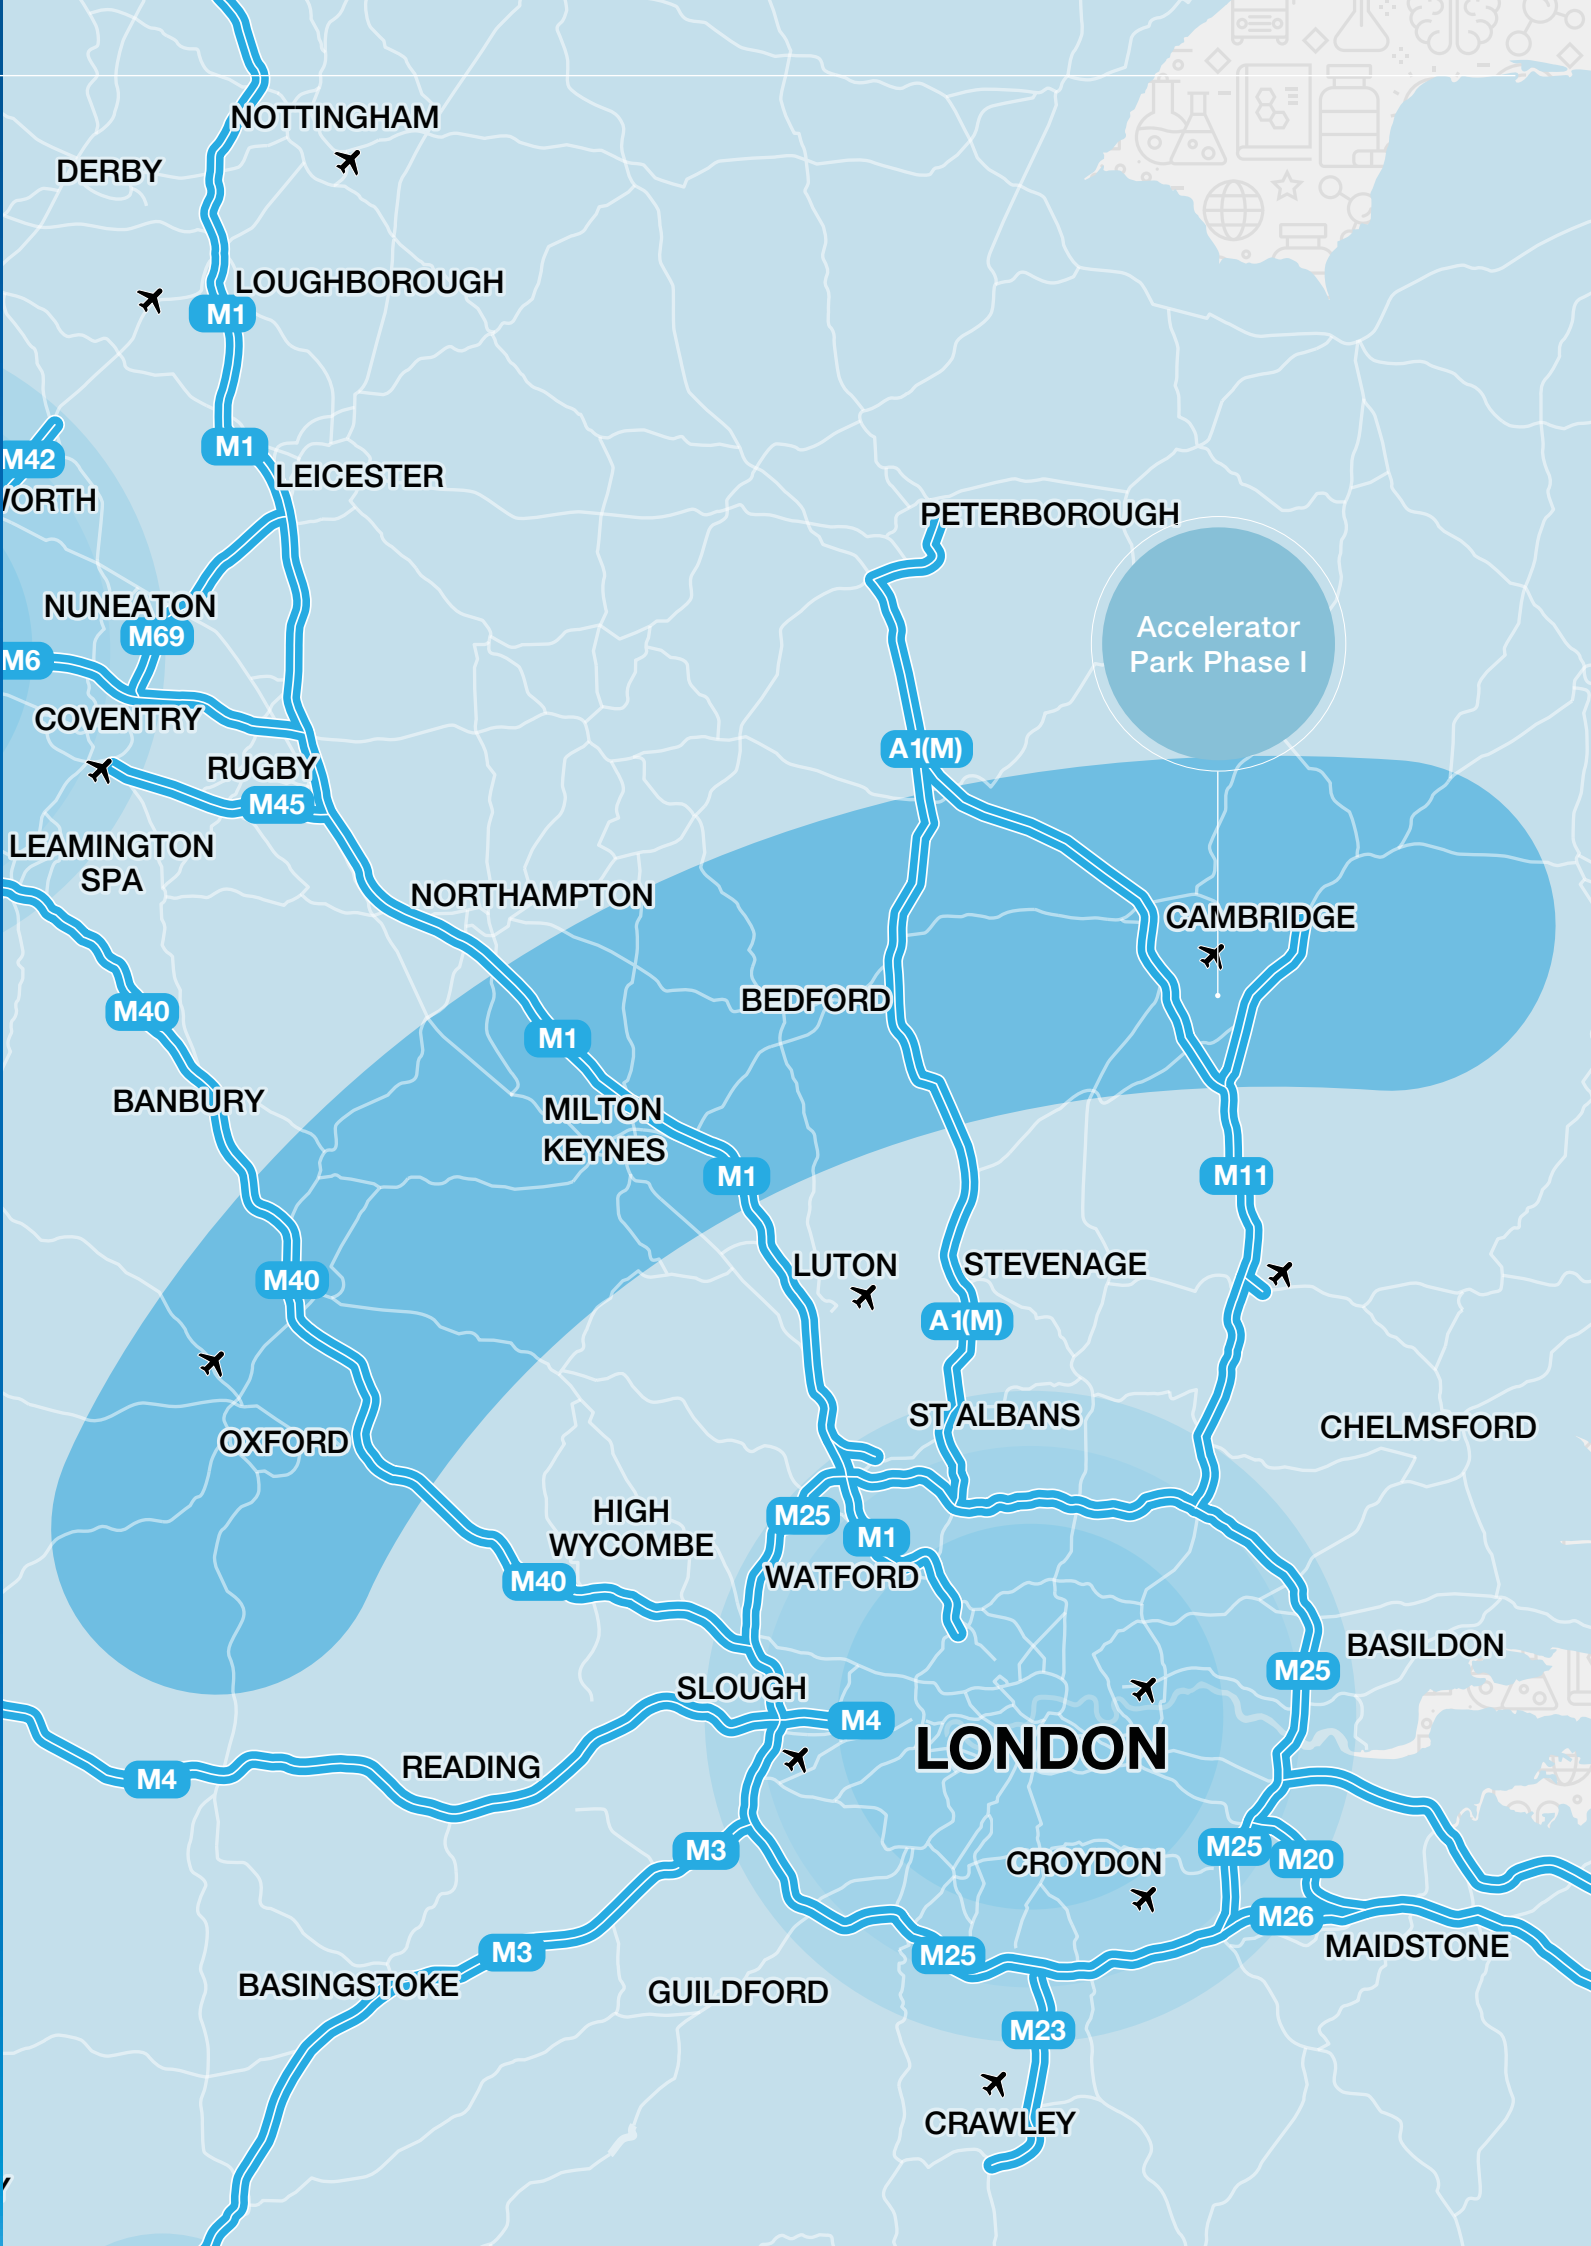 NOTTINGHAM
DERBY
LOUGHBOROUGH
M1
M1
M42
LEICESTER
WORTH
PETERBOROUGH
NUNEATON
Accelerator
Park Phase I
M69
M6
COVENTRY
A1(M)
RUGBY
M45
LEAMINGTON
SPA
NORTHAMPTON
CAMBRIDGE
BEDFORD
M40
M1
BANBURY
MILTON
KEYNES
M1
M11
LUTON
STEVENAGE
M40
A1(M)
ST ALBANS
CHELMSFORD
OXFORD
HIGH
WYCOMBE
M25
M1
WATFORD
M40
BASILDON
M25
SLOUGH
M4
LONDON
READING
M4
M3
M25
M20
CROYDON
M26
MAIDSTONE
M3
M25
BASINGSTOKE
GUILDFORD
M23
CRAWLEY